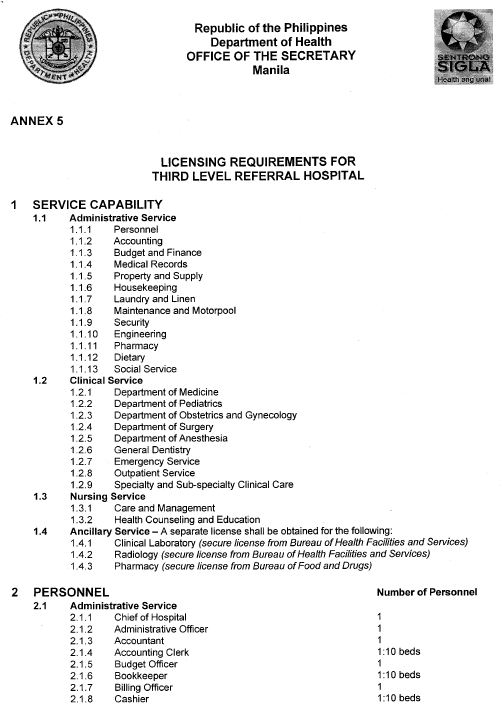 REPUBLIC OF THE PHILIPPINES
DEPARTMENT OF HEALTH
Republic of the Philippines
Department of Health
OFFICE OF THE SECRETARY
Manila
SENTRONG
SIGLA
Health ang una!
ANNEX 5
LICENSING REQUIREMENTS FOR
THIRD LEVEL REFERRAL HOSPITAL
1 SERVICE CAPABILITY
1.1 Administrative Service
1.1.1 Personnel
1.1.2 Accounting
1.1.3 Budget and Finance
1.1.4 Medical Records
1.1.5 Property and Supply
1.1.6 Housekeeping
1.1.7 Laundry and Linen
1.1.8 Maintenance and Motorpool
1.1.9 Security
1.1.10 Engineering
1.1.11 Pharmacy
1.1.12 Dietary
1.1.13 Social Service
1.2 Clinical Service
1.2.1 Department of Medicine
1.2.2 Department of Pediatrics
1.2.3 Department of Obstetrics and Gynecology
1.2.4 Department of Surgery
1.2.5 Department of Anesthesia
1.2.6 General Dentistry
1.2.7 Emergency Service
1.2.8 Outpatient Service
1.2.9 Specialty and Sub-specialty Clinical Care
1.3 Nursing Service
1.3.1 Care and Management
1.3.2 Health Counseling and Education
1.4 Ancillary Service – A separate license shall be obtained for the following:
1.4.1 Clinical Laboratory (secure license from Bureau of Health Facilities and Services)
1.4.2 Radiology (secure license from Bureau of Health Facilities and Services)
1.4.3 Pharmacy (secure license from Bureau of Food and Drugs)
2 PERSONNEL Number of Personnel
2.1 Administrative Service
2.1.1 Chief of Hospital 1
2.1.2 Administrative Officer 1
2.1.3 Accountant 1
2.1.4 Accounting Clerk 1:10 beds
2.1.5 Budget Officer 1
2.1.6 Bookkeeper 1:10 beds
2.1.7 Billing Officer 1
2.1.8 Cashier 1:10 beds